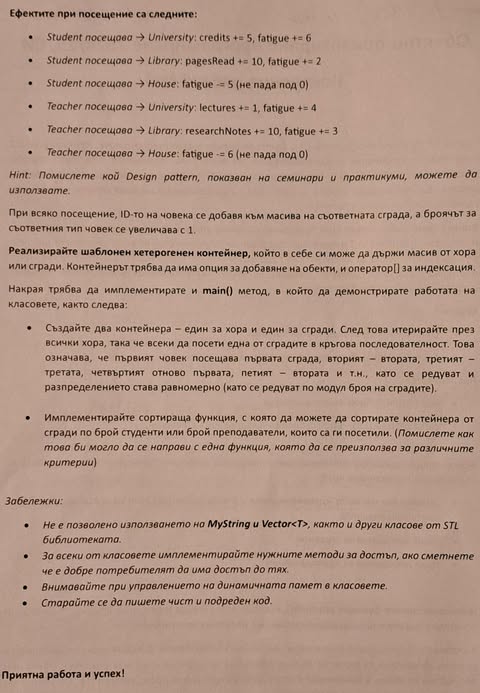 Ефектите при посещение са следните:
• Student посещава → University: credits += 5, fatigue += 6
• Student посещава → Library: pagesRead += 10, fatigue += 2
• Student посещава → House: fatigue -= 5 (не пада под 0)
• Teacher посещава → University: lectures += 1, fatigue += 4
• Teacher посещава → Library: researchNotes += 10, fatigue += 3
• Teacher посещава → House: fatigue -= 6 (не пада под 0)
Hint: Помислете кой Design pattern, показван на семинари и практикуми, можете да
използвате.
При всяко посещение, ID-то на човека се добавя към масива на съответната сграда, а броячът за
съответния тип човек се увеличава с 1.
Реализирайте шаблонен хетерогенен контейнер, който в себе си може да държи масив от хора
или сгради. Контейнерът трябва да има опция за добавяне на обекти, и оператор[] за индексация.
Накрая трябва да имплементирате и main() метод, в който да демонстрирате работата на
класовете, както следва:
• Създайте два контейнера – един за хора и един за сгради. След това итерирайте през
всички хора, така че всеки да посети една от сградите в кръгова последователност. Това
означава, че първият човек посещава първата сграда, вторият – втората, третият –
третата, четвъртият отново първата, петият – втората и т.н., като се редуват и
разпределението става равномерно (като се редуват по модул броя на сградите).
• Имплементирайте сортираща функция, с която да можете да сортирате контейнера от
сгради по брой студенти или брой преподаватели, които са ги посетили. (Помислете как
това би могло да се направи с една функция, която да се преизползва за различните
критерии)
Забележки:
• Не е позволено използването на MyString и Vector<T>, както и други класове от STL
библиотеката.
• За всеки от класовете имплементирайте нужните методи за достъп, ако сметнете
че е добре потребителят да има достъп до тях.
• Внимавайте при управлението на динамичната памет в класовете.
• Старайте се да пишете чист и подреден код.
Приятна работа и успех!